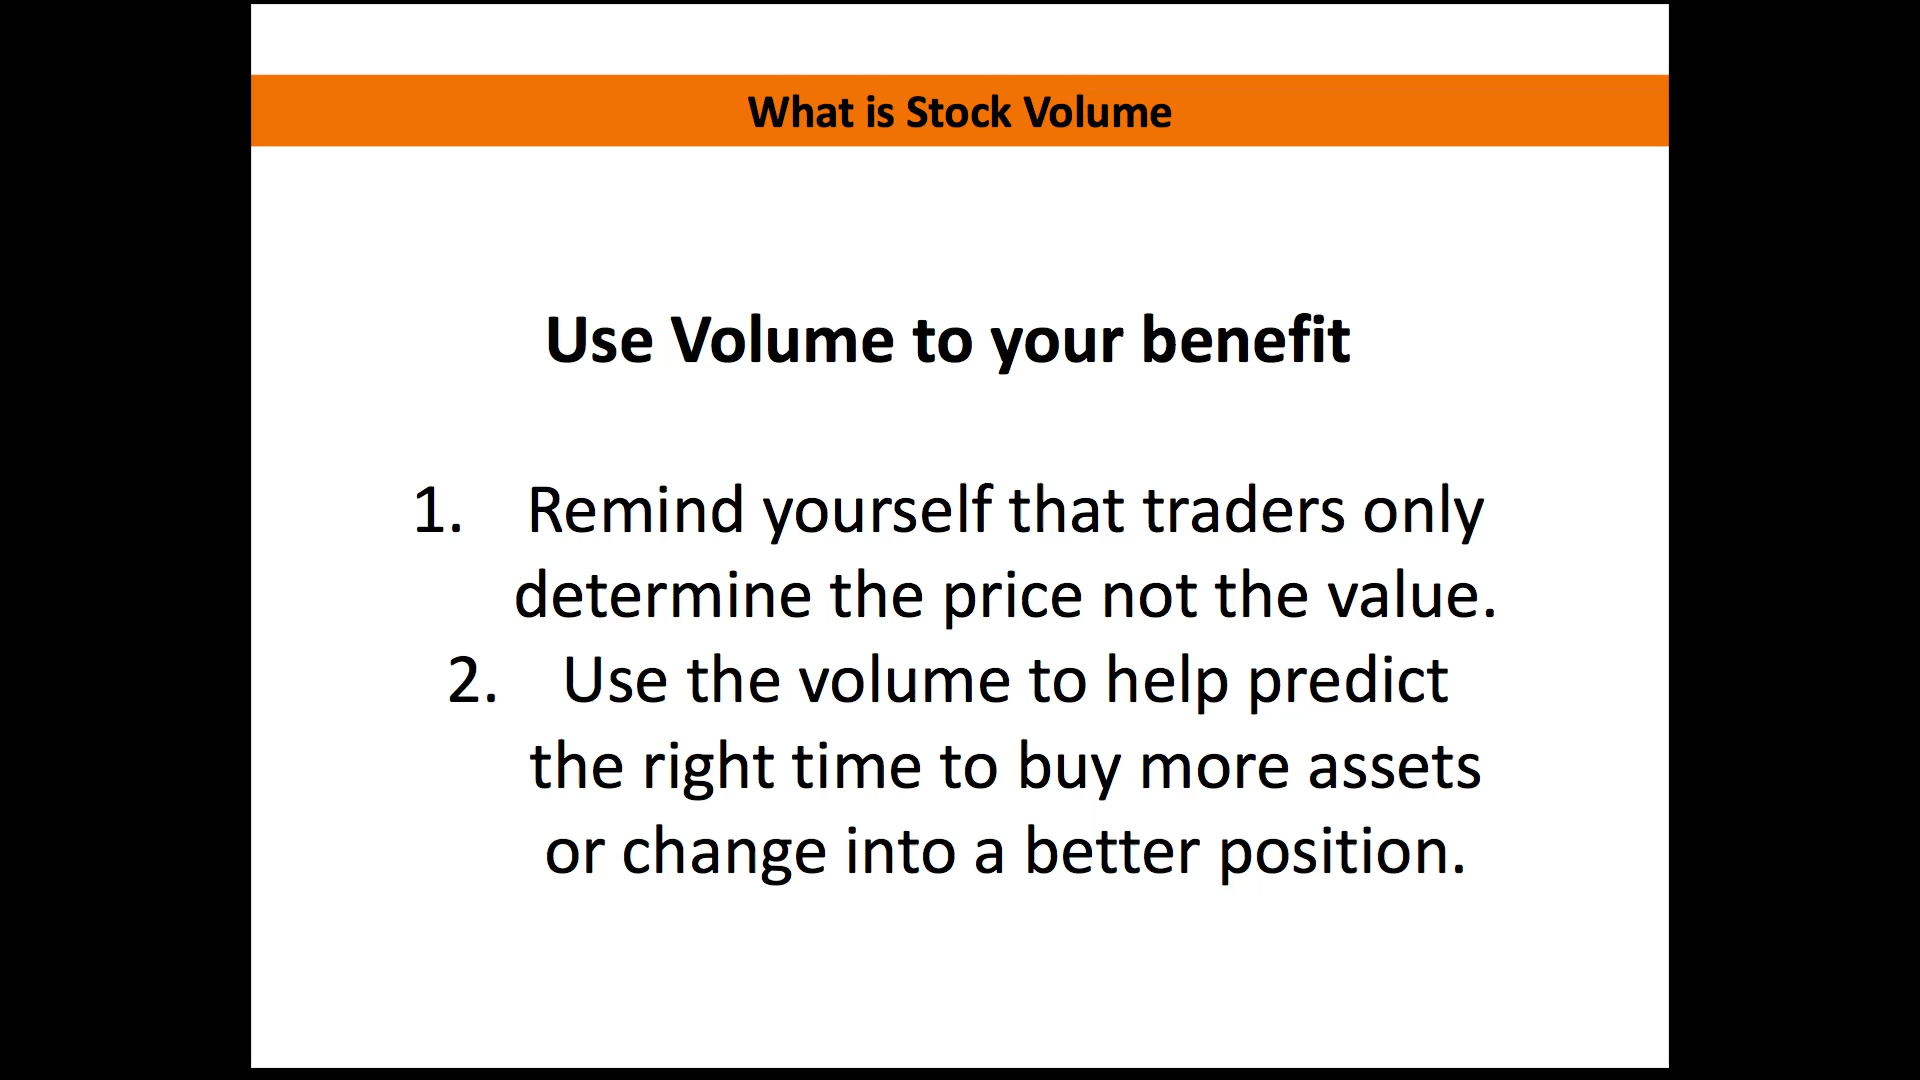 What is Stock Volume
Use Volume to your benefit
1. Remind yourself that traders only
determine the price not the value.
2. Use the volume to help predict
the right time to buy more assets
or change into a better position.